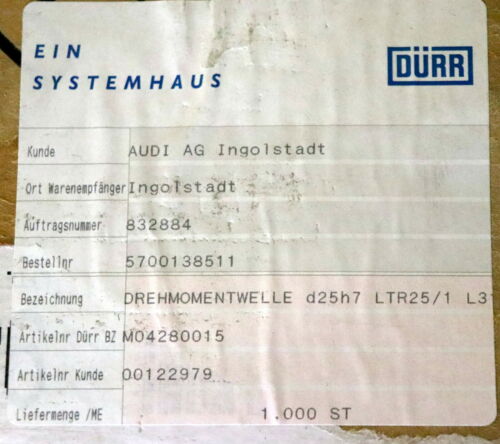 EIN
SYSTEMHAUS
DÜRR
Kunde AUDI AG Ingolstadt
Ort Warenempfänger Ingolstadt
Auftragsnummer 832884
Bestellnr 5700138511
Bezeichnung DREHMOMENTWELLE d25h7 LTR25/1 L3
Artikelnr Dürr BZ M04280015
Artikelnr Kunde 00122979
Liefermenge /ME 1.000 ST